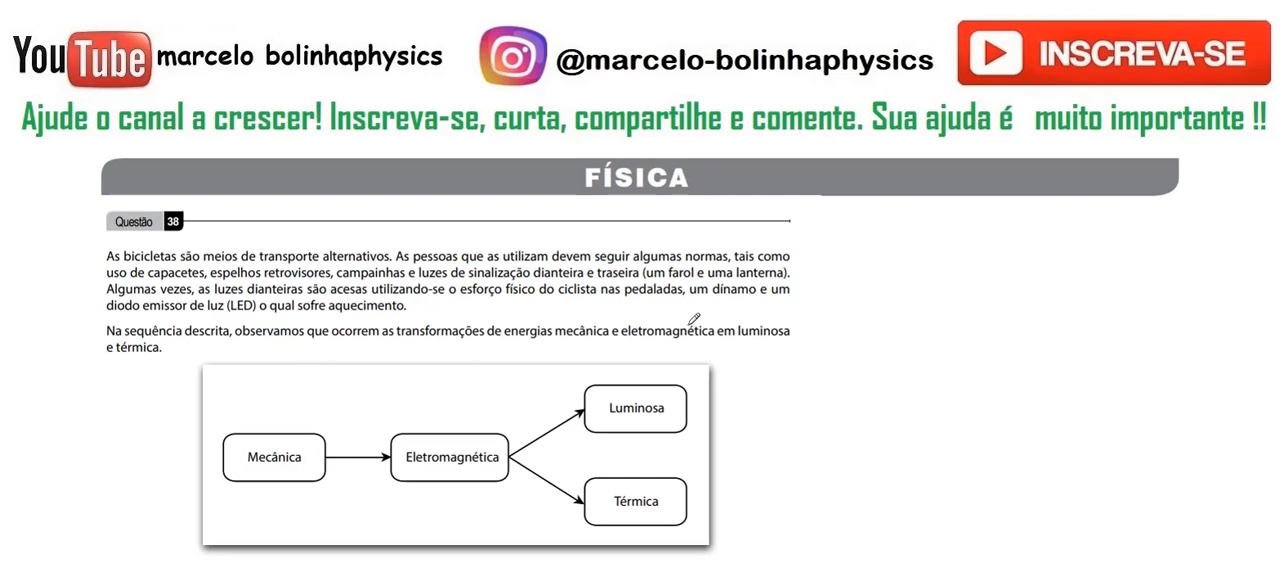 YouTube marcelo bolinhaphysics @marcelo-bolinhaphysics INSCREVA-SE
Ajude o canal a crescer! Inscreva-se, curta, compartilhe e comente. Sua ajuda é muito importante !!
FÍSICA
Questão 38
As bicicletas são meios de transporte alternativos. As pessoas que as utilizam devem seguir algumas normas, tais como
uso de capacetes, espelhos retrovisores, campainhas e luzes de sinalização dianteira e traseira (um farol e uma lanterna).
Algumas vezes, as luzes dianteiras são acesas utilizando-se o esforço físico do ciclista nas pedaladas, um dínamo e um
diodo emissor de luz (LED) o qual sofre aquecimento.
Na sequência descrita, observamos que ocorrem as transformações de energias mecânica e eletromagnética em luminosa
e térmica.
Luminosa
Mecânica
Eletromagnética
Térmica